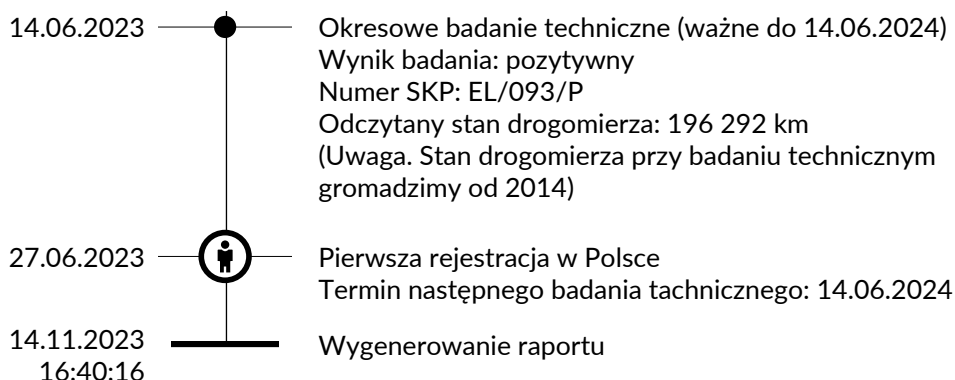 14.06.2023
Okresowe badanie techniczne (ważne do 14.06.2024)
Wynik badania: pozytywny
Numer SKP: EL/093/P
Odczytany stan drogomierza: 196 292 km
(Uwaga. Stan drogomierza przy badaniu technicznym
gromadzimy od 2014)
27.06.2023
Pierwsza rejestracja w Polsce
Termin następnego badania tachnicznego: 14.06.2024
14.11.2023
16:40:16
Wygenerowanie raportu